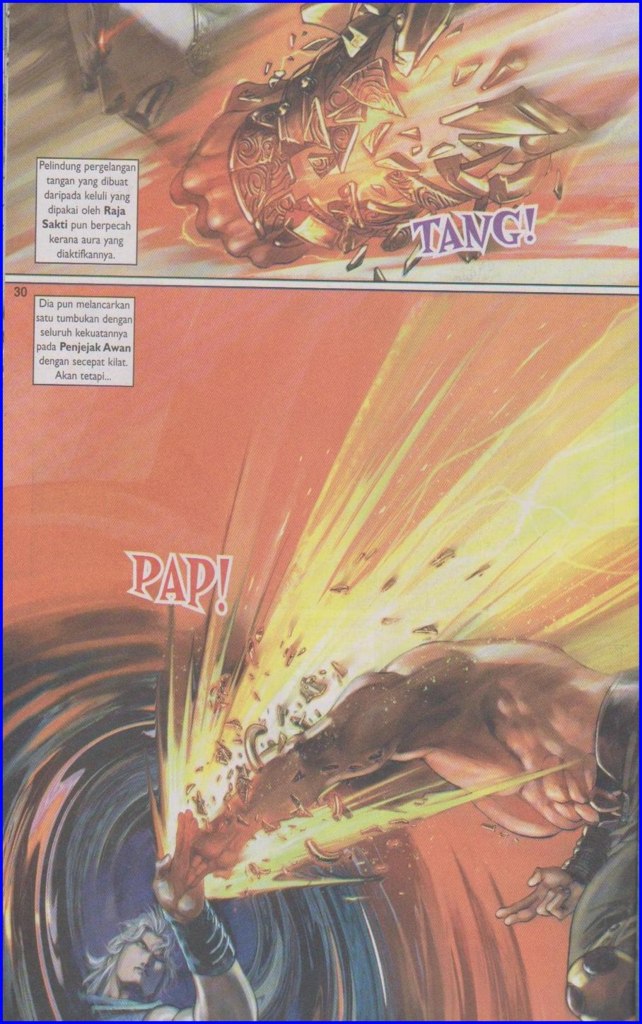 Pelindung pergelangan
tangan yang dibuat
daripada keluli yang
dipakai oleh Raja
Sakti pun berpecah
kerana aura yang
diaktifkannya.
TANG!
30
Dia pun melancarkan
satu tumbukan dengan
seluruh kekuatannya
pada Penjejak Awan
dengan secepat kilat.
Akan tetapi...
PAP!